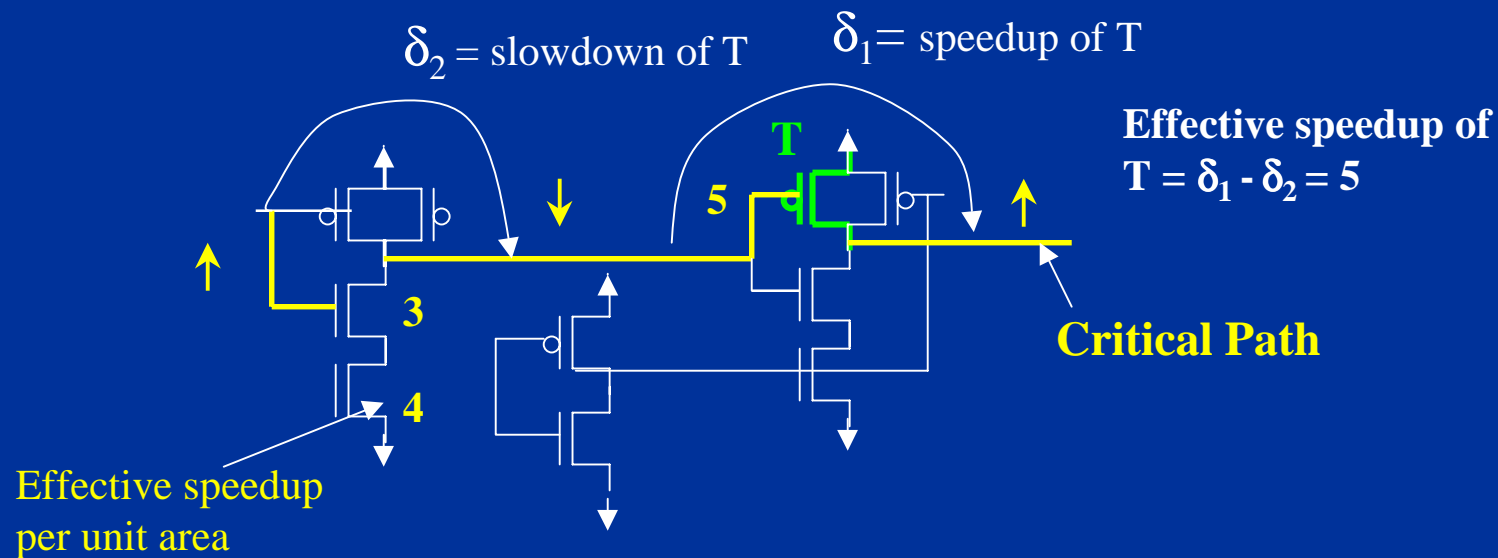 δ₂ = slowdown of T
δ₁= speedup of T
T
Effective speedup of
T = δ₁ - δ₂ = 5
5
3
Critical Path
4
Effective speedup
per unit area